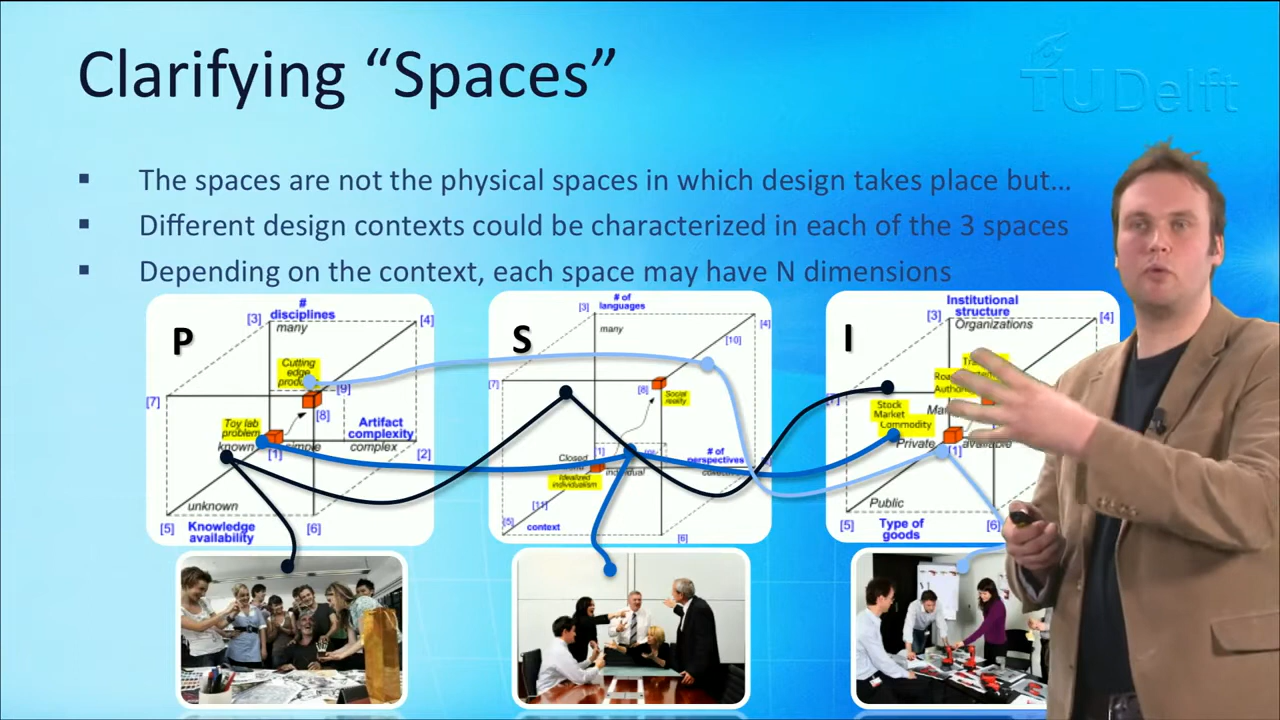 Clarifying “Spaces”
TU Delft
▪ The spaces are not the physical spaces in which design takes place but...
▪ Different design contexts could be characterized in each of the 3 spaces
▪ Depending on the context, each space may have N dimensions
P
#
disciplines
[3]
many
[4]
Cutting
edge
[9]
[7]
[8]
Toy lab
problem
Artifact
complexity
known
[1]
simple
complex
[2]
unknown
[5]
Knowledge
availability
[6]
S
# of
languages
[3]
many
[4]
[10]
[7]
[8]
Social
reality
[1]
# of
perspectives
Closed
individual
Idealized
individualism
[11]
[5]
context
[6]
I
Institutional
structure
[3]
Organizations
[4]
Stock
Market
Commodity
Private
[1]
available
Public
[5]
Type of
goods
[6]